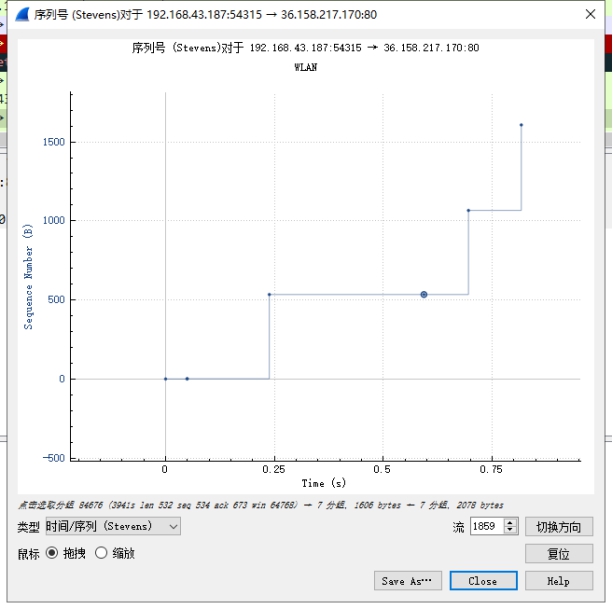 序列号 (Stevens)对于 192.168.43.187:54315 → 36.158.217.170:80
序列号 (Stevens)对于 192.168.43.187:54315 → 36.158.217.170:80
WLAN
1500
1000
500
0
-500
Sequence Number (B)
0 0.25 0.5 0.75
Time (s)
点击选取分组 84676 (3941s len 532 seq 534 ack 673 win 64768) → 7 分组, 1606 bytes ← 7 分组, 2078 bytes
类型 时间/序列 (Stevens) 流 1859 切换方向
鼠标 拖拽 缩放 复位
Save As… Close Help